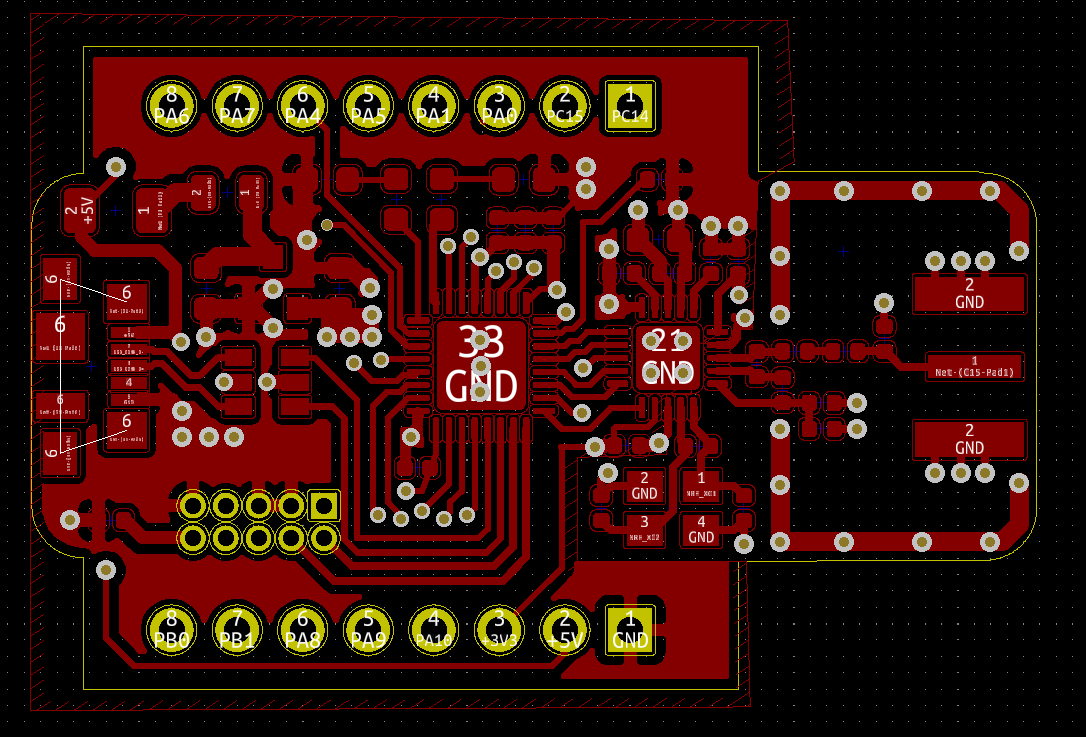 8 7 6 5 4 3 2 1
PA6 PA7 PA4 PA5 PA1 PA0 PC15 PC14
2
+5V
1
2
1
6
6
6
6
4
6
6
33
GND
21
GND
2
GND
1
Net-(C15-Pad1)
2
GND
2
GND
1
NRF_XC1
3
NRF_XC2
4
GND
8 7 6 5 4 3 2 1
PB0 PB1 PA8 PA9 PA10 +3V3 +5V GND